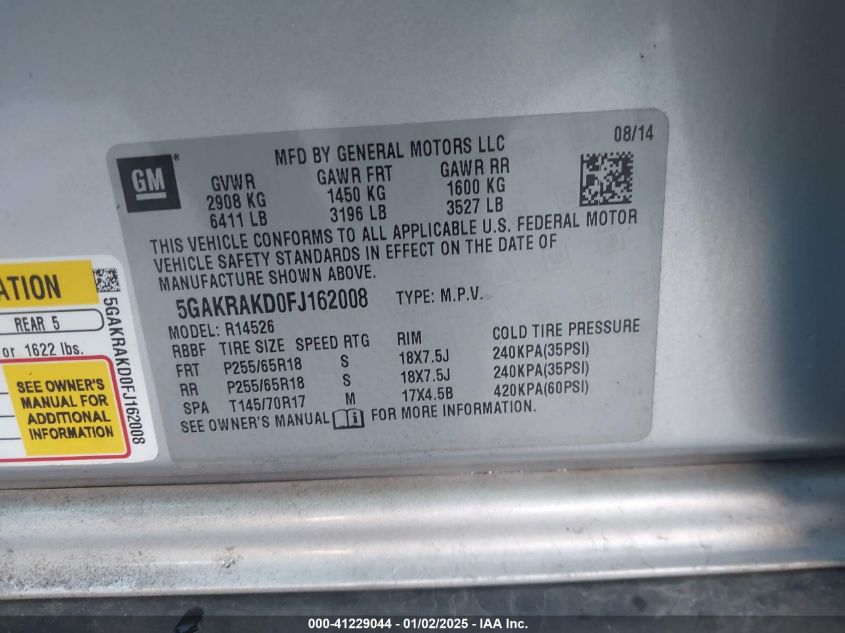 MFD BY GENERAL MOTORS LLC
08/14
GM
GVWR GAWR FRT GAWR RR
2908 KG 1450 KG 1600 KG
6411 LB 3196 LB 3527 LB
THIS VEHICLE CONFORMS TO ALL APPLICABLE U.S. FEDERAL MOTOR
VEHICLE SAFETY STANDARDS IN EFFECT ON THE DATE OF
MANUFACTURE SHOWN ABOVE.
5GAKRAKD0FJ162008 TYPE: M.P.V.
MODEL: R14526
RBBF TIRE SIZE SPEED RTG RIM COLD TIRE PRESSURE
FRT P255/65R18 S 18X7.5J 240KPA(35PSI)
RR P255/65R18 S 18X7.5J 240KPA(35PSI)
SPA T145/70R17 M 17X4.5B 420KPA(60PSI)
SEE OWNER'S MANUAL FOR MORE INFORMATION.
ATION
REAR 5
or 1622 lbs.
SEE OWNER'S
MANUAL FOR
ADDITIONAL
INFORMATION
5GAKRAKD0FJ162008
000-41229044 - 01/02/2025 - IAA Inc.